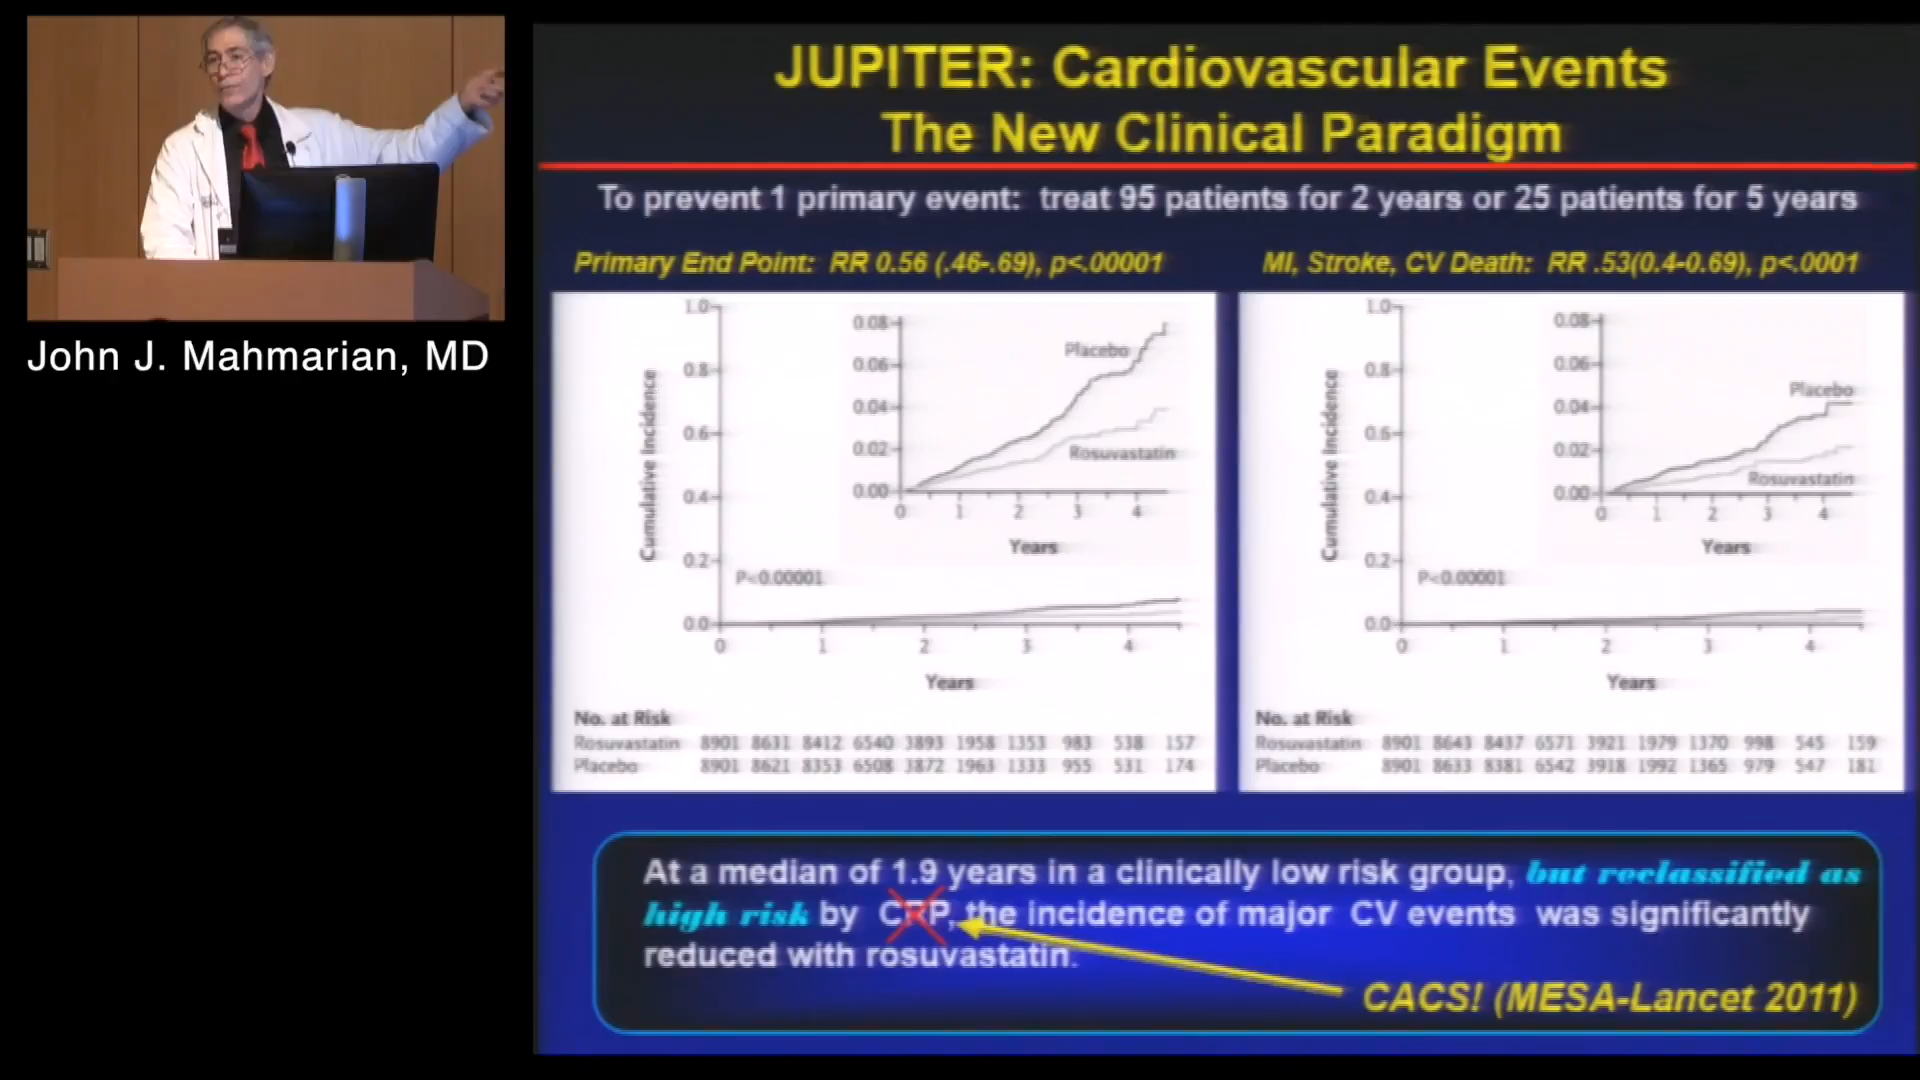 JUPITER: Cardiovascular Events
The New Clinical Paradigm
To prevent 1 primary event: treat 95 patients for 2 years or 25 patients for 5 years
Primary End Point: RR 0.56 (.46-.69), p<.00001
MI, Stroke, CV Death: RR .53(0.4-0.69), p<.0001
John J. Mahmarian, MD
Cumulative Incidence
1.0
0.8
0.6
0.4
0.2
0.0
0.08
0.06
0.04
0.02
0.00
Placebo
Rosuvastatin
0 1 2 3 4
Years
P<0.00001
0 1 2 3 4
Years
No. at Risk
Rosuvastatin 8901 8631 8412 6540 3893 1958 1353 983 538 157
Placebo 8901 8621 8353 6508 3872 1963 1333 955 531 174
Cumulative Incidence
1.0
0.8
0.6
0.4
0.2
0.0
0.08
0.06
0.04
0.02
0.00
Placebo
Rosuvastatin
0 1 2 3 4
Years
P<0.00001
0 1 2 3 4
Years
No. at Risk
Rosuvastatin 8901 8643 8437 6571 3921 1979 1370 998 545 159
Placebo 8901 8633 8381 6542 3918 1992 1365 979 547 181
At a median of 1.9 years in a clinically low risk group, but reclassified as
high risk by CRP, the incidence of major CV events was significantly
reduced with rosuvastatin.
CACS! (MESA-Lancet 2011)